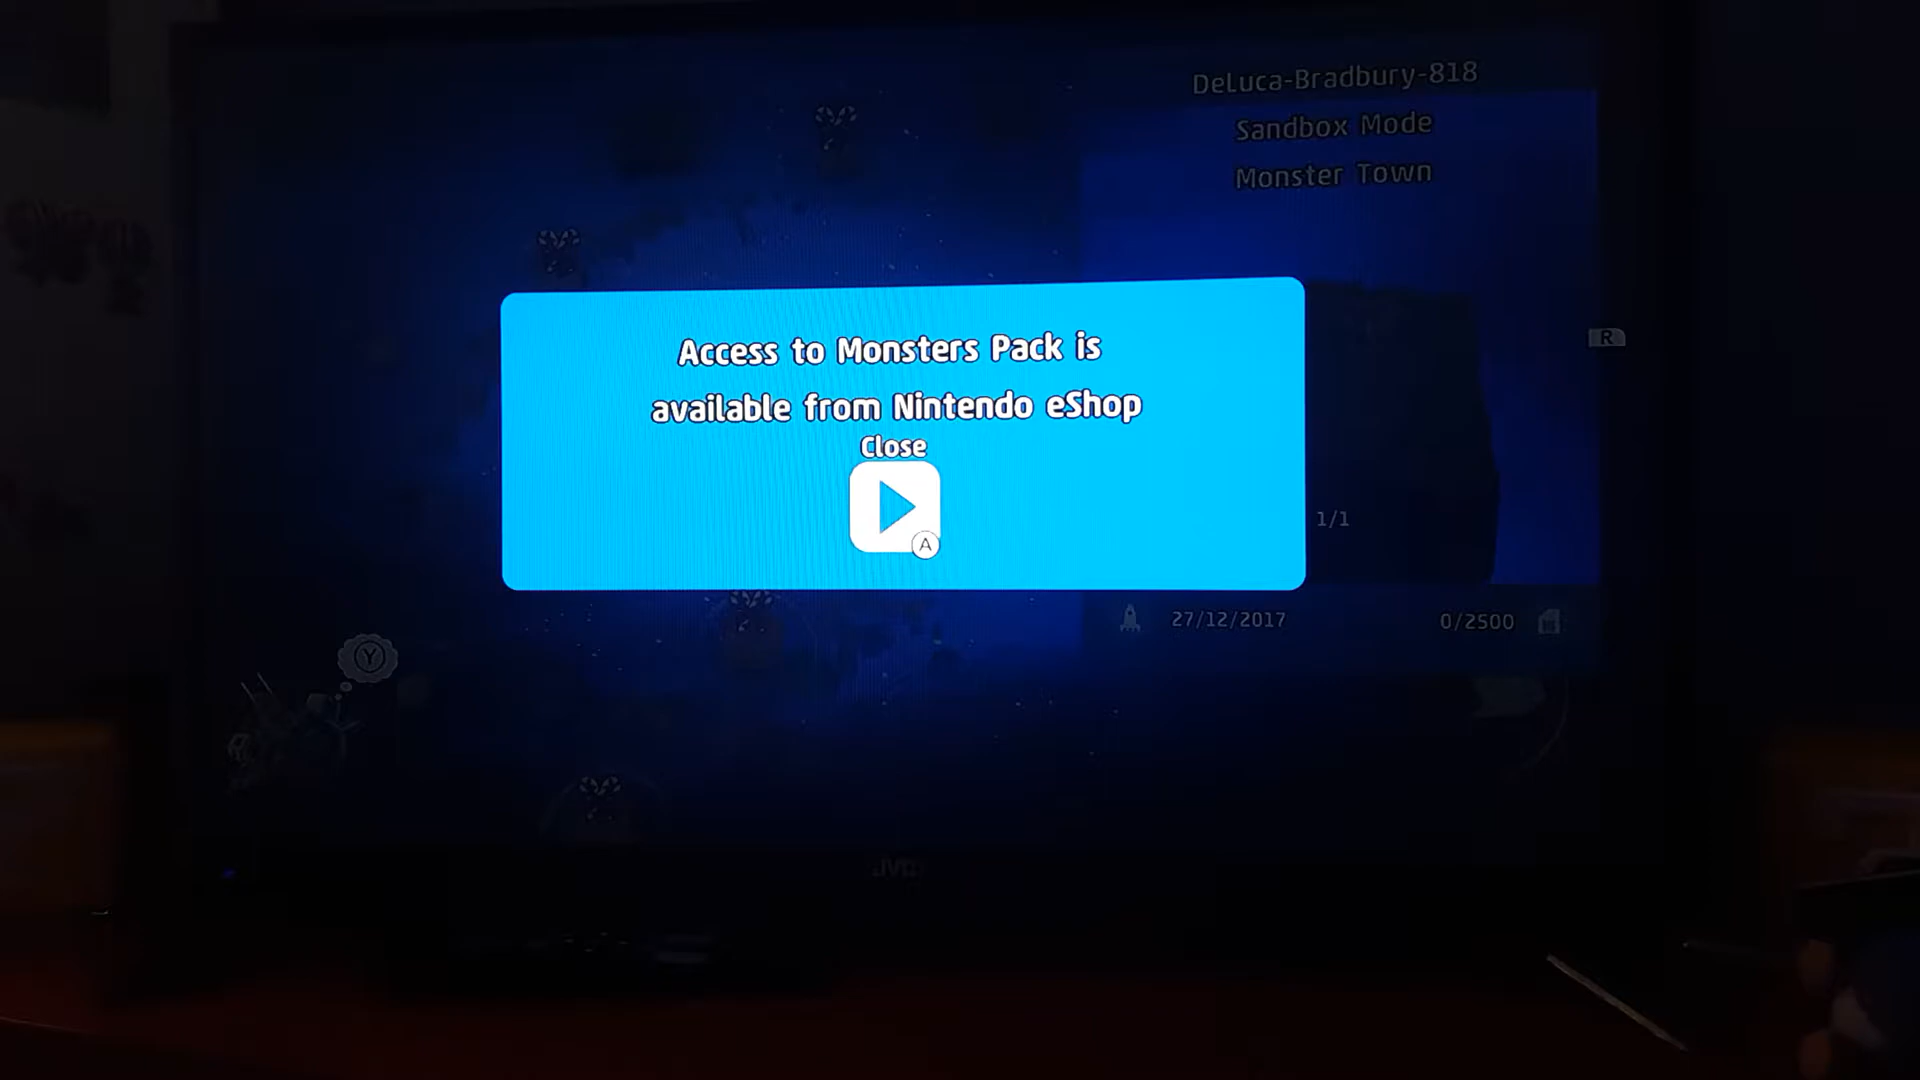 DeLuca-Bradbury-818
Sandbox Mode
Monster Town
R
Access to Monsters Pack is
available from Nintendo eShop
Close
A
1/1
27/12/2017
0/2500
Y
JVC